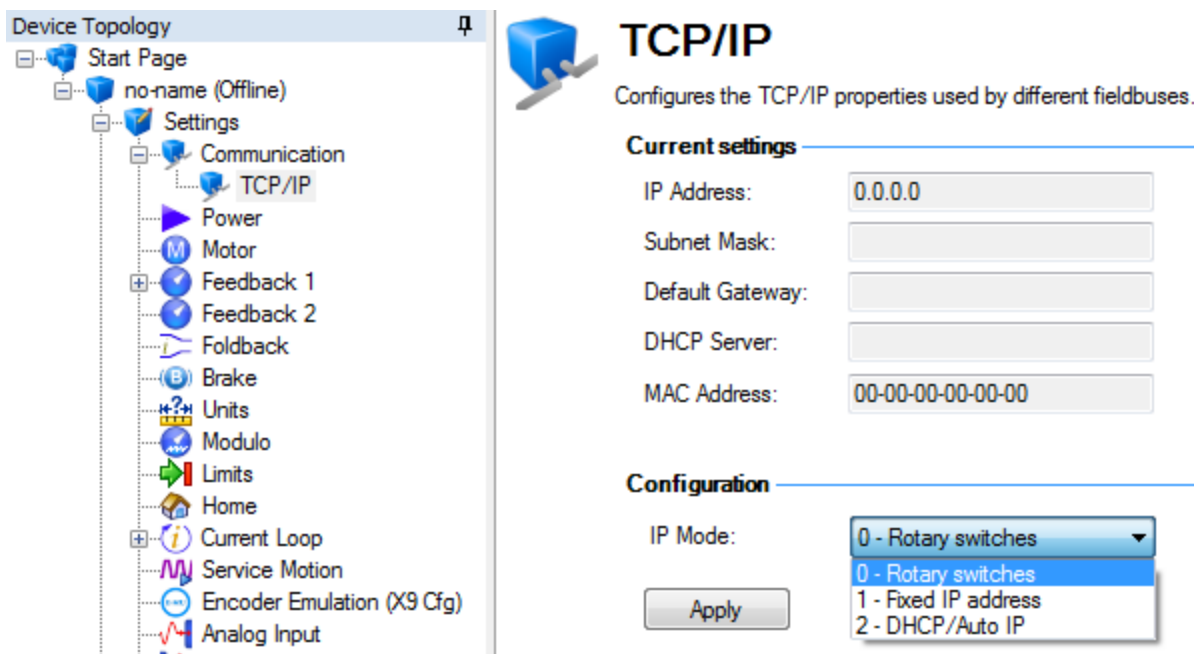 Device Topology
Start Page
no-name (Offline)
Settings
Communication
TCP/IP
Power
Motor
Feedback 1
Feedback 2
Foldback
Brake
Units
Modulo
Limits
Home
Current Loop
Service Motion
Encoder Emulation (X9 Cfg)
Analog Input
TCP/IP
Configures the TCP/IP properties used by different fieldbuses.
Current settings
IP Address: 0.0.0.0
Subnet Mask:
Default Gateway:
DHCP Server:
MAC Address: 00-00-00-00-00-00
Configuration
IP Mode: 0 - Rotary switches
0 - Rotary switches
1 - Fixed IP address
2 - DHCP/Auto IP
Apply